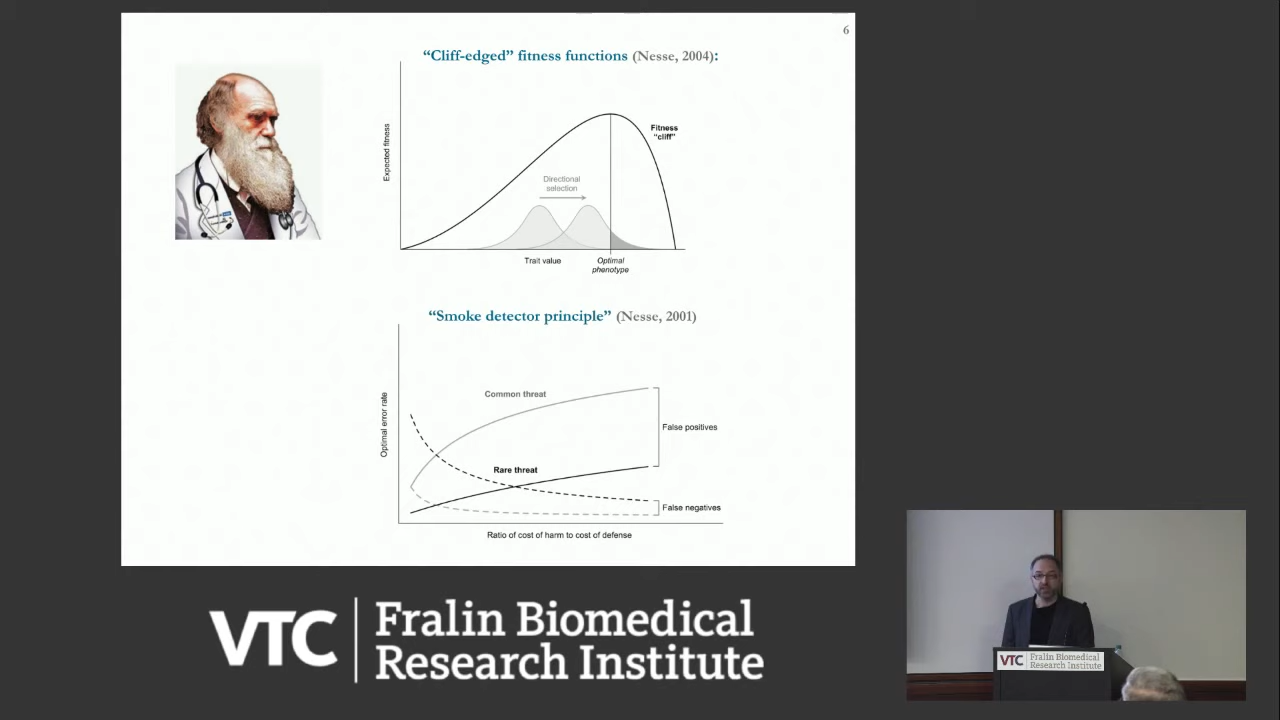 6
“Cliff-edged” fitness functions (Nesse, 2004):
Expected fitness
Fitness
“cliff”
Directional
selection
Trait value
Optimal
phenotype
“Smoke detector principle” (Nesse, 2001)
Optimal error rate
Common threat
False positives
Rare threat
False negatives
Ratio of cost of harm to cost of defense
VTC Fralin Biomedical
Research Institute
VTC Fralin Biomedical
Research Institute